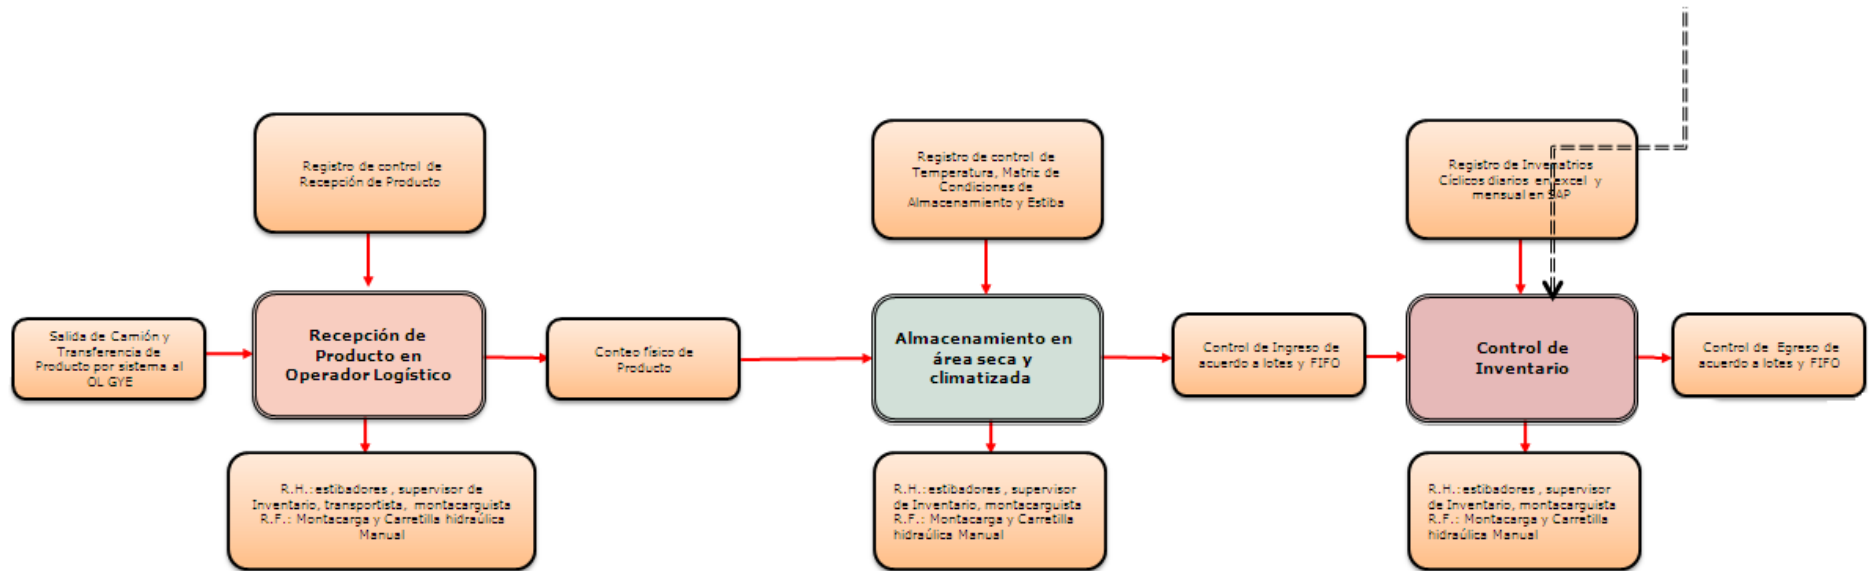 Registro de control de
Recepción de Producto
Registro de control de
Temperatura, Matriz de
Condiciones de
Almacenamiento y Estiba
Registro de Invematrios
Cíclicos diarios en excel y
mensual en SAP
Salida de Camión y
Transferencia de
Producto por sistema al
OL GYE
Recepción de
Producto en
Operador Logístico
Conteo físico de
Producto
Almacenamiento en
área seca y
climatizada
Control de Ingreso de
acuerdo a lotes y FIFO
Control de
Inventario
Control de Egreso de
acuerdo a lotes y FIFO
R.H.:estibadores , supervisor de
Inventario, transportista, montacarguista
R.F.: Montacarga y Carretilla hidraúlica
Manual
R.H.:estibadores , supervisor
de Inventario, montacarguista
R.F.: Montacarga y Carretilla
hidraúlica Manual
R.H.:estibadores , supervisor
de Inventario, montacarguista
R.F.: Montacarga y Carretilla
hidraúlica Manual